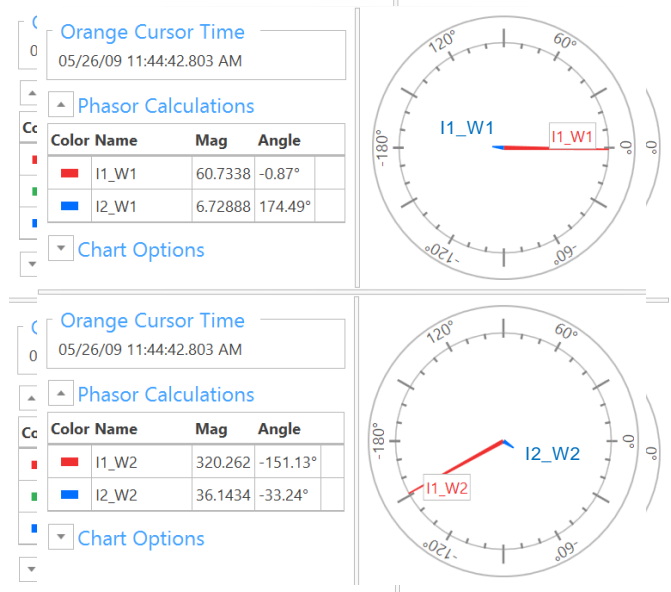 Orange Cursor Time
05/26/09 11:44:42.803 AM
Phasor Calculations
Color Name Mag Angle
I1_W1 60.7338 -0.87°
I2_W1 6.72888 174.49°
Chart Options
120°
60°
I1_W1
I1_W1
-180°
0°
0°
-120°
-60°
Orange Cursor Time
05/26/09 11:44:42.803 AM
Phasor Calculations
Color Name Mag Angle
I1_W2 320.262 -151.13°
I2_W2 36.1434 -33.24°
Chart Options
120°
60°
-180°
0°
0°
I2_W2
I1_W2
-120°
-60°